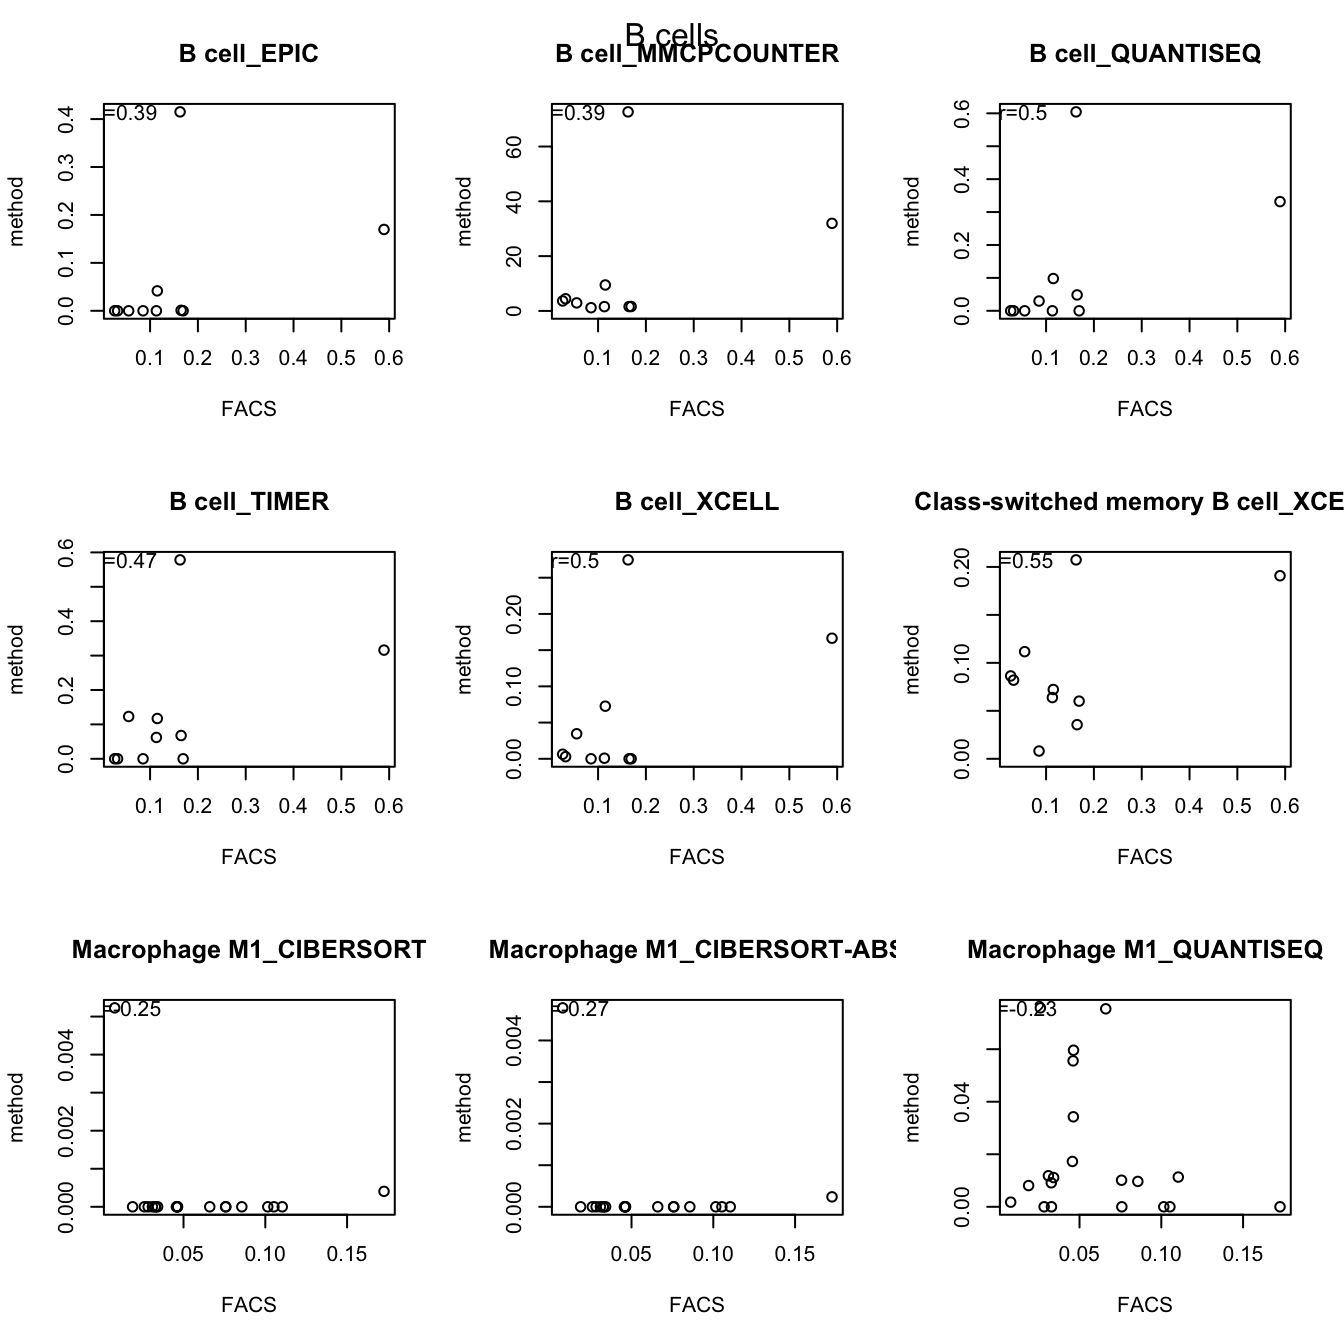 B cells
B cell_EPIC
B cell_MMCPCOUNTER
B cell_QUANTISEQ
=0.39
0.0 0.1 0.2 0.3 0.4
method
0.1 0.2 0.3 0.4 0.5 0.6
FACS
=0.39
0 20 40 60
method
0.1 0.2 0.3 0.4 0.5 0.6
FACS
r=0.5
0.0 0.2 0.4 0.6
method
0.1 0.2 0.3 0.4 0.5 0.6
FACS
B cell_TIMER
B cell_XCELL
Class-switched memory B cell_XCE
=0.47
0.0 0.2 0.4 0.6
method
0.1 0.2 0.3 0.4 0.5 0.6
FACS
r=0.5
0.00 0.10 0.20
method
0.1 0.2 0.3 0.4 0.5 0.6
FACS
=0.55
0.00 0.10 0.20
method
0.1 0.2 0.3 0.4 0.5 0.6
FACS
Macrophage M1_CIBERSORT
Macrophage M1_CIBERSORT-ABS
Macrophage M1_QUANTISEQ
=0.25
0.000 0.002 0.004
method
0.05 0.10 0.15
FACS
=0.27
0.000 0.002 0.004
method
0.05 0.10 0.15
FACS
=-0.23
0.00 0.04
method
0.05 0.10 0.15
FACS